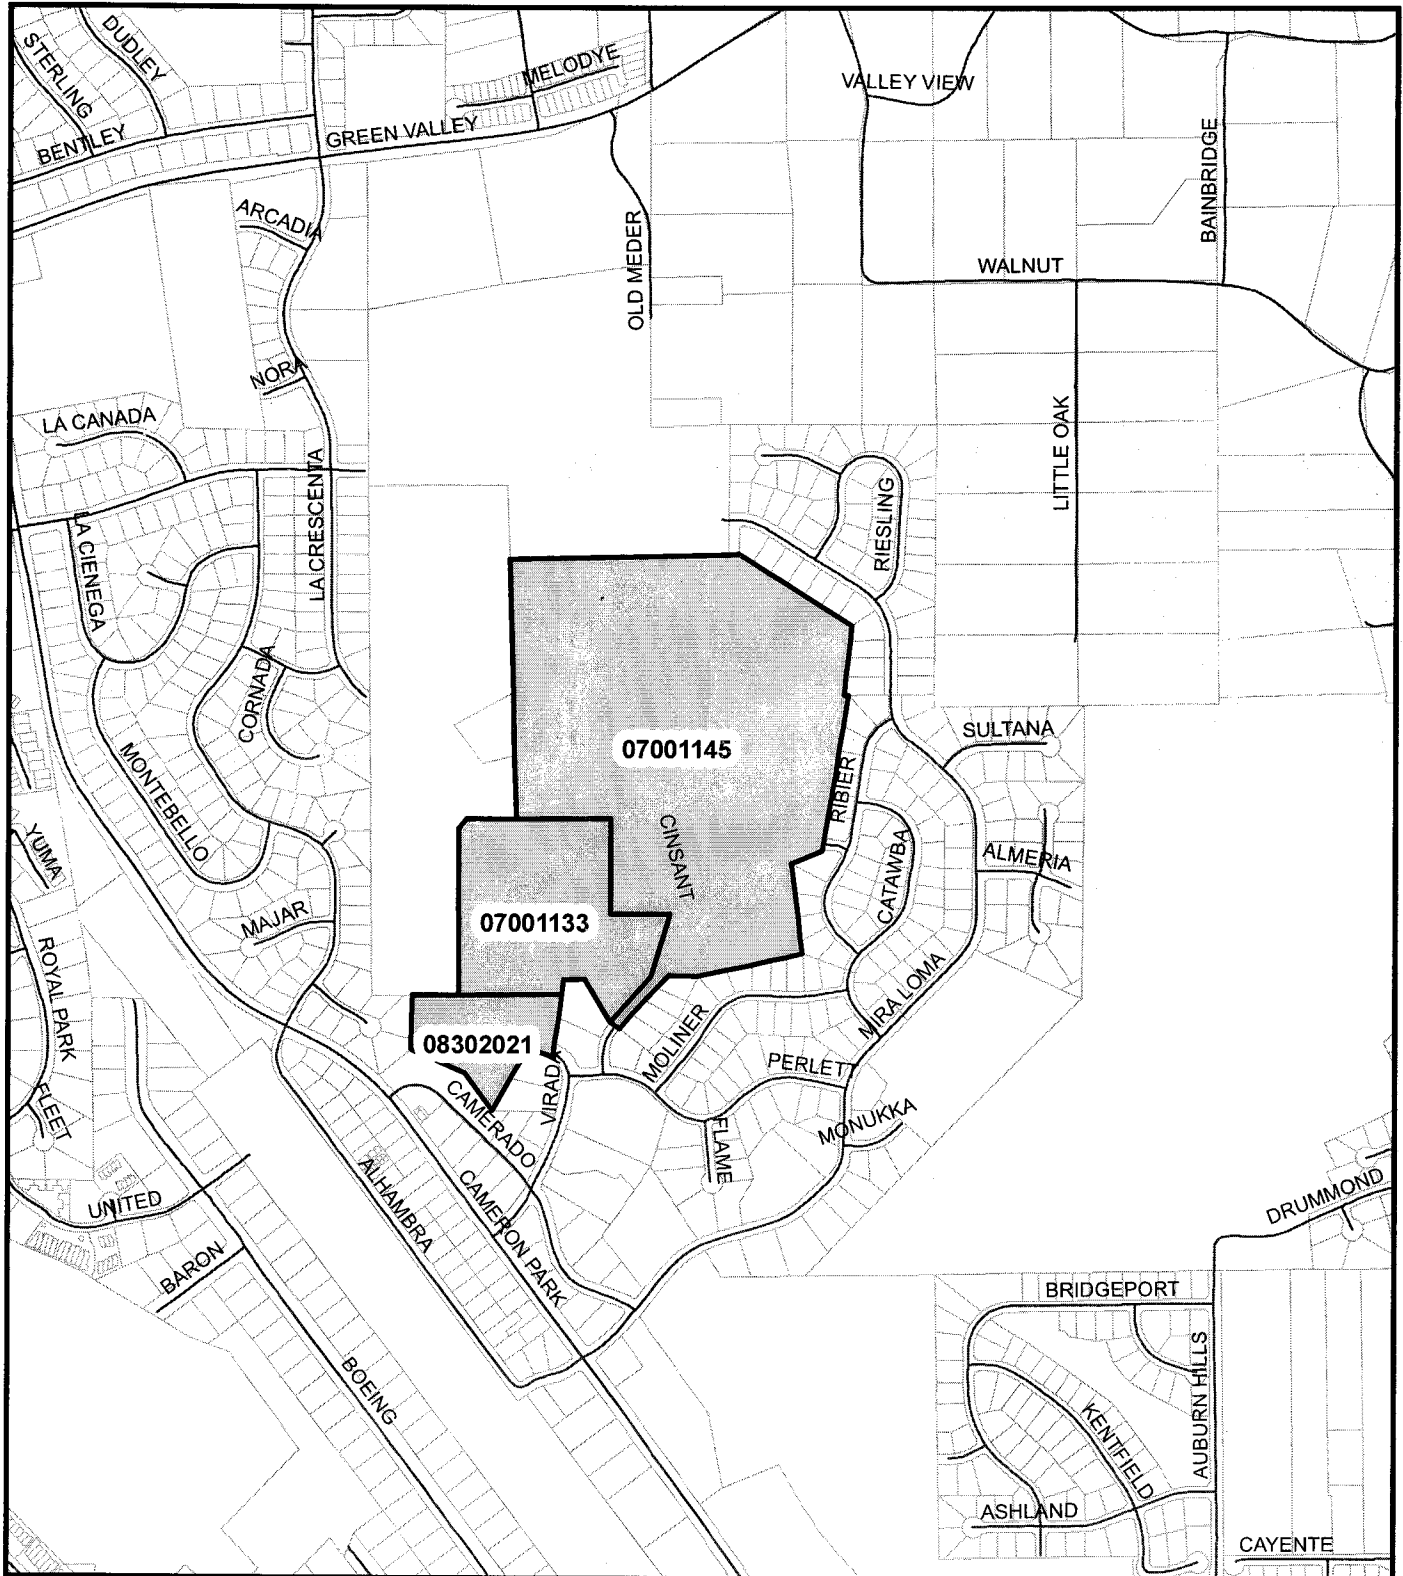 DUDLEY
STERLING
MELODYE
VALLEY VIEW
BENTLEY
GREEN VALLEY
BAINBRIDGE
ARCADIA
OLD MEDER
WALNUT
NORA
LA CANADA
LITTLE OAK
LA CRESCENTA
RIESLING
LA CIENEGA
CORNADA
SULTANA
07001145
MONTEBELLO
RIBIER
CINSANT
YUMA
CATAWBA
ALMERIA
MAJAR
07001133
ROYAL PARK
MIRA LOMA
08302021
MOLINER
PERLETT
VIRADA
CAMERADO
FLEET
MONUKKA
FLAME
ALHAMBRA
CAMERON PARK
UNITED
DRUMMOND
BARON
BRIDGEPORT
BOEING
AUBURN HILLS
KENTFIELD
ASHLAND
CAYENTE